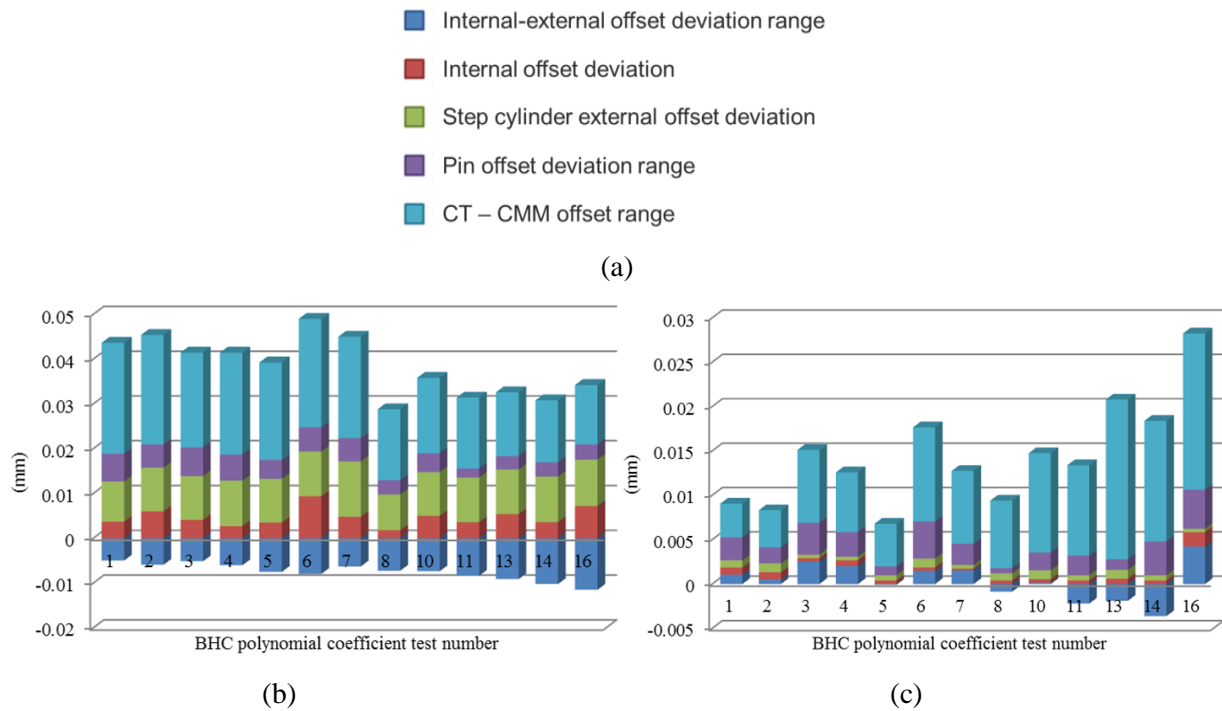 Internal-external offset deviation range
Internal offset deviation
Step cylinder external offset deviation
Pin offset deviation range
CT – CMM offset range
(a)
0.05
0.04
0.03
0.02
0.01
0
-0.01
-0.02
(mm)
1 2 3 4 5 6 7 8 10 11 13 14 16
BHC polynomial coefficient test number
(b)
0.03
0.025
0.02
0.015
0.01
0.005
0
-0.005
(mm)
1 2 3 4 5 6 7 8 10 11 13 14 16
BHC polynomial coefficient test number
(c)